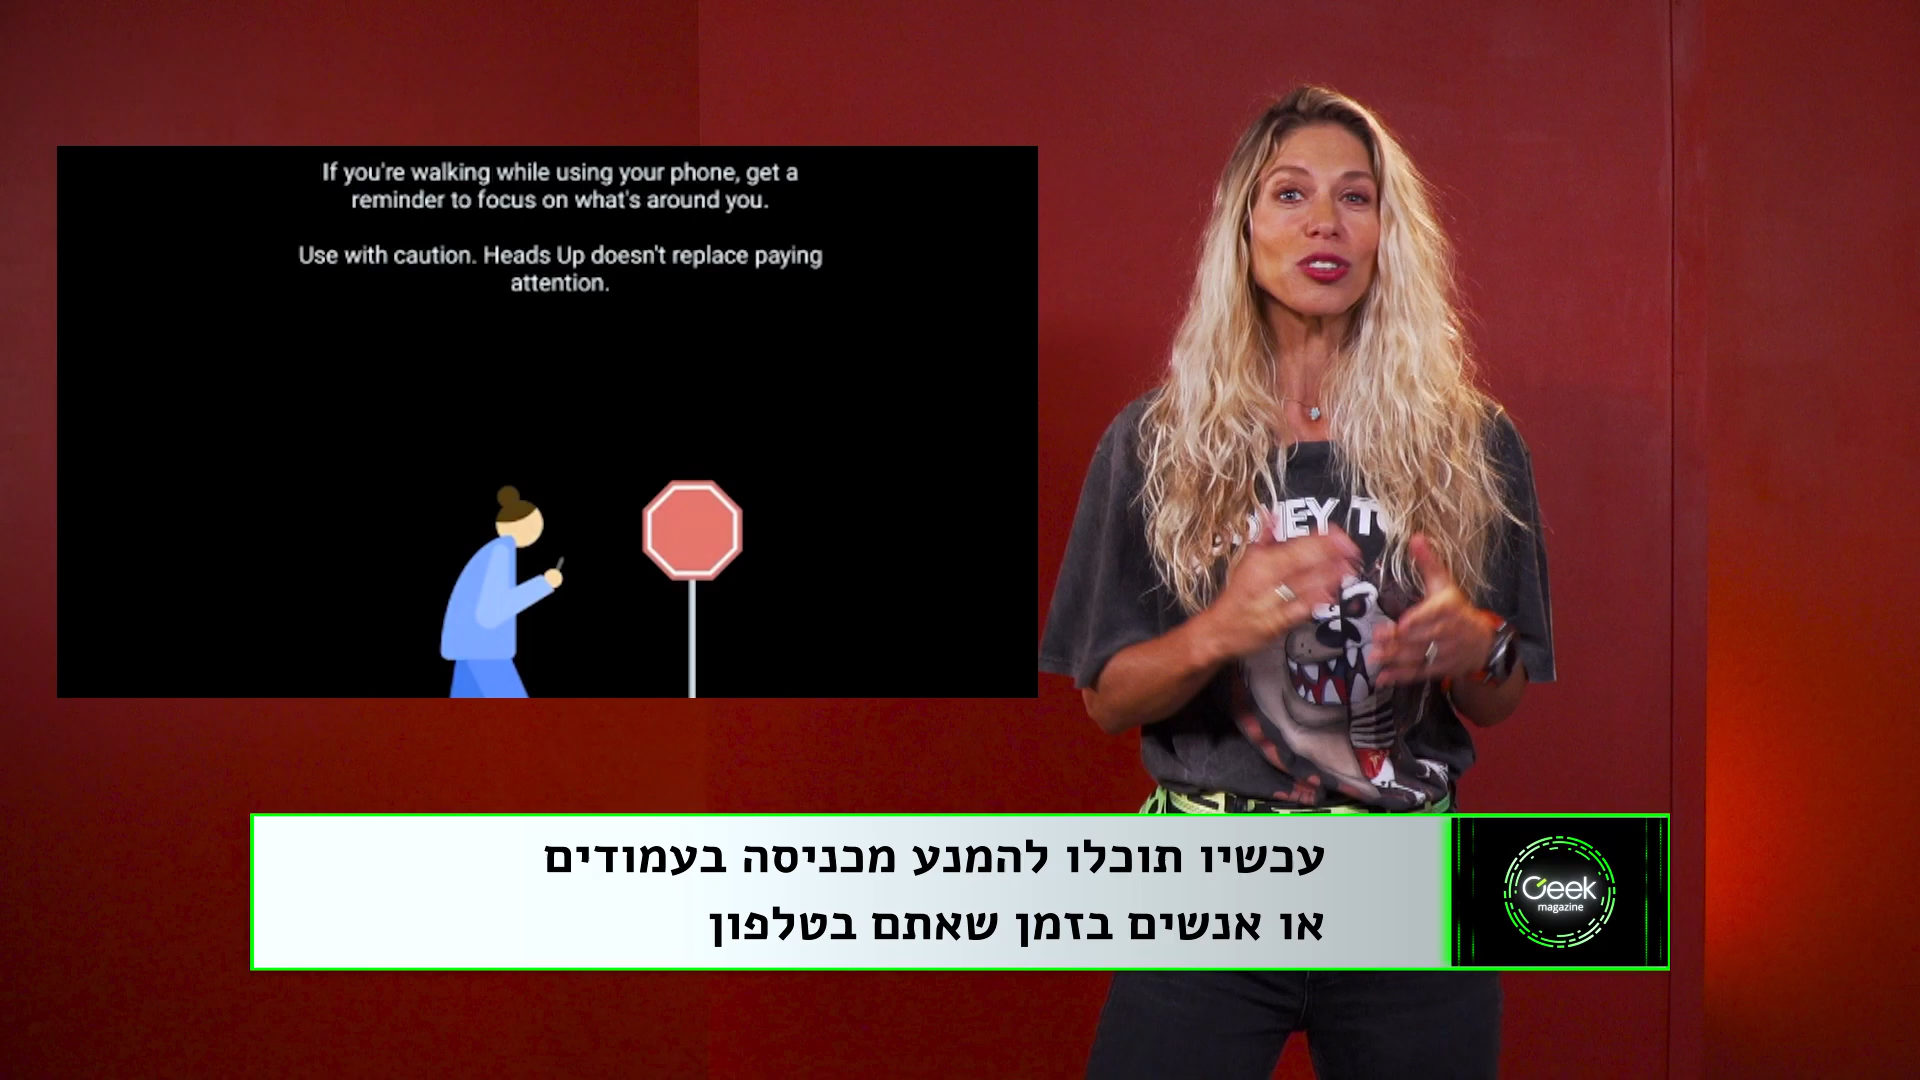 If you're walking while using your phone, get a
reminder to focus on what's around you.
Use with caution. Heads Up doesn't replace paying
attention.
עכשיו תוכלו להמנע מכניסה בעמודים
או אנשים בזמן שאתם בטלפון
Geek
magazine